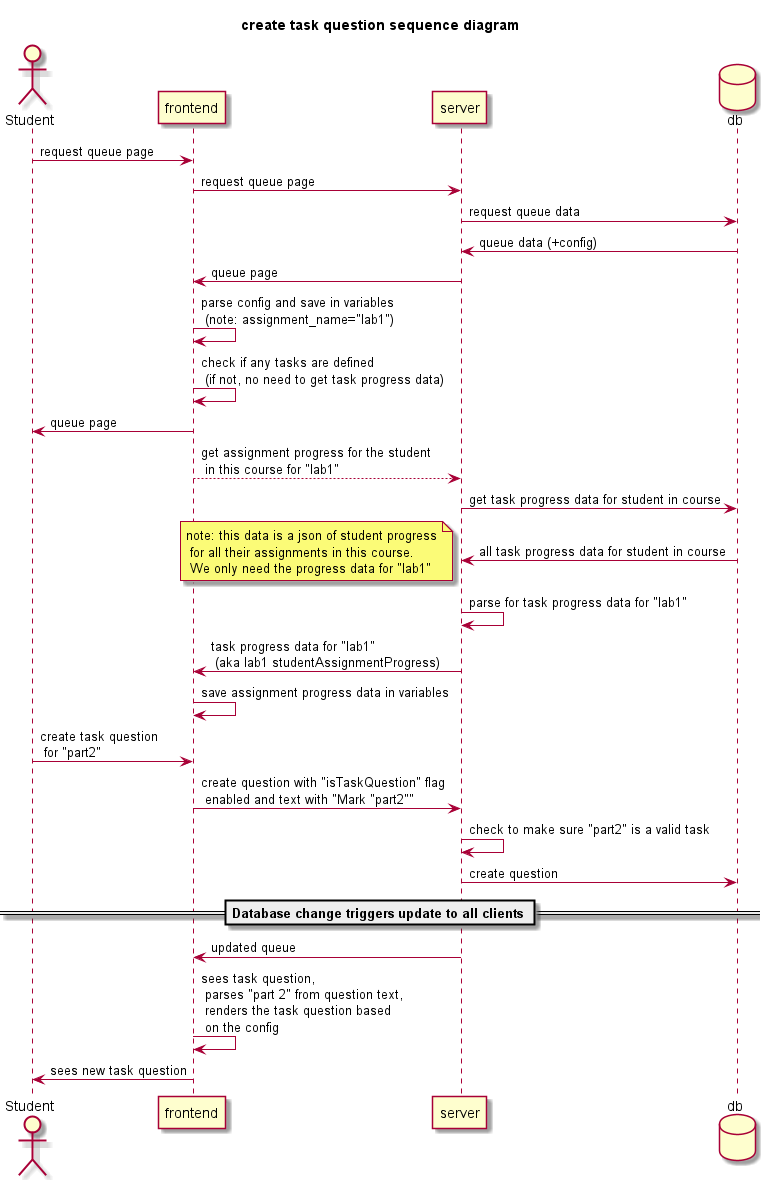 create task question sequence diagram
Student
frontend
server
db
request queue page
request queue page
request queue data
queue data (+config)
queue page
parse config and save in variables
(note: assignment_name="lab1")
check if any tasks are defined
(if not, no need to get task progress data)
queue page
get assignment progress for the student
in this course for "lab1"
get task progress data for student in course
note: this data is a json of student progress
for all their assignments in this course.
We only need the progress data for "lab1"
all task progress data for student in course
parse for task progress data for "lab1"
task progress data for "lab1"
(aka lab1 studentAssignmentProgress)
save assignment progress data in variables
create task question
for "part2"
create question with "isTaskQuestion" flag
enabled and text with "Mark "part2""
check to make sure "part2" is a valid task
create question
Database change triggers update to all clients
updated queue
sees task question,
parses "part 2" from question text,
renders the task question based
on the config
sees new task question
Student
frontend
server
db